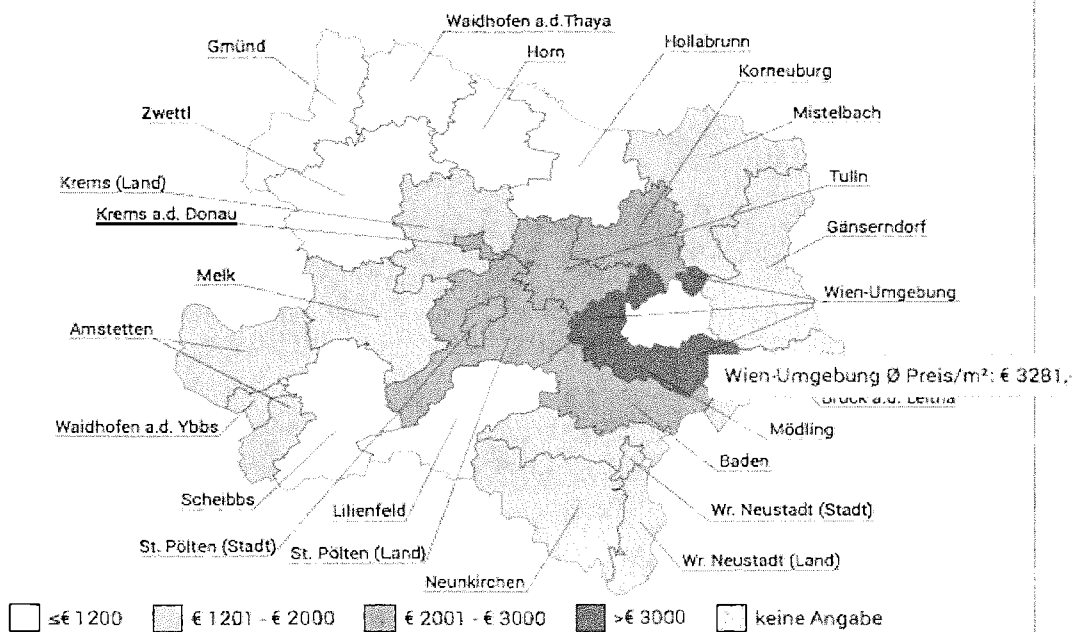 Waidhofen a.d.Thaya
Gmünd
Horn
Hollabrunn
Korneuburg
Zwettl
Mistelbach
Krems (Land)
Tulln
Krems a.d. Donau
Gänserndorf
Melk
Wien-Umgebung
Amstetten
Wien-Umgebung Ø Preis/m²: € 3281,-
Bruck a.d. Leitha
Waidhofen a.d. Ybbs
Mödling
Baden
Scheibbs
Lilienfeld
Wr. Neustadt (Stadt)
St. Pölten (Stadt)
St. Pölten (Land)
Wr. Neustadt (Land)
Neunkirchen
≤€ 1200 € 1201 - € 2000 € 2001 - € 3000 >€ 3000 keine Angabe